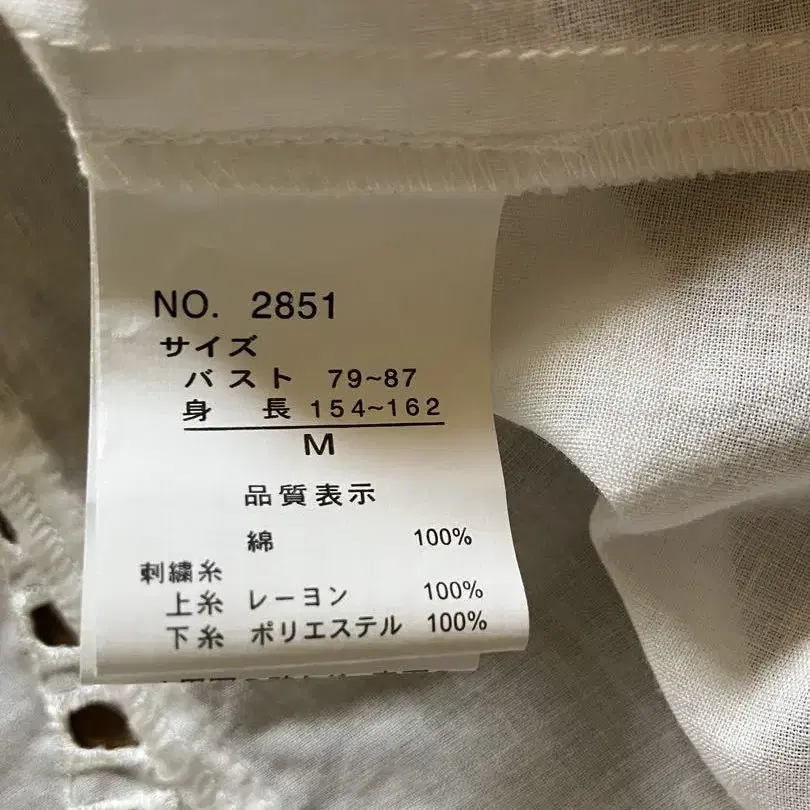 NO. 2851
サイズ
バスト 79~87
身 長 154~162
M
品質表示
綿 100%
刺繍糸
上糸 レーヨン 100%
下糸 ポリエステル 100%